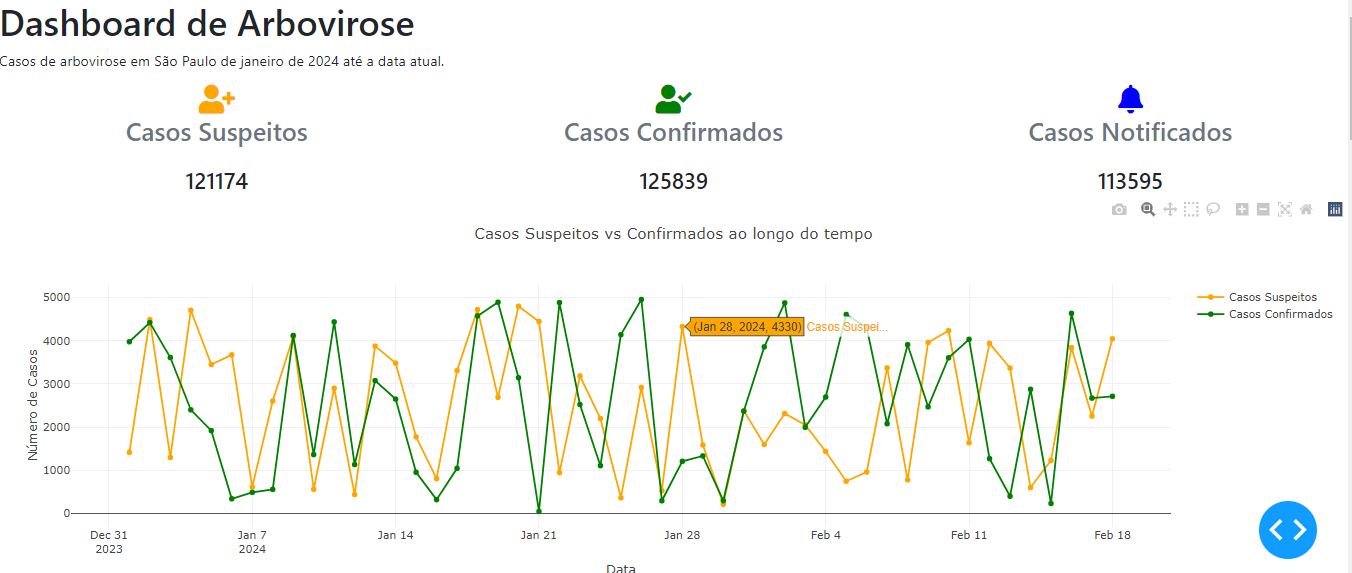 Dashboard de Arbovirose
Casos de arbovirose em São Paulo de janeiro de 2024 até a data atual.
Casos Suspeitos
121174
Casos Confirmados
125839
Casos Notificados
113595
Casos Suspeitos vs Confirmados ao longo do tempo
Casos Suspeitos
Casos Confirmados
(Jan 28, 2024, 4330) Casos Suspei...
Número de Casos
5000
4000
3000
2000
1000
0
Dec 31
2023
Jan 7
2024
Jan 14
Jan 21
Jan 28
Feb 4
Feb 11
Feb 18
Data